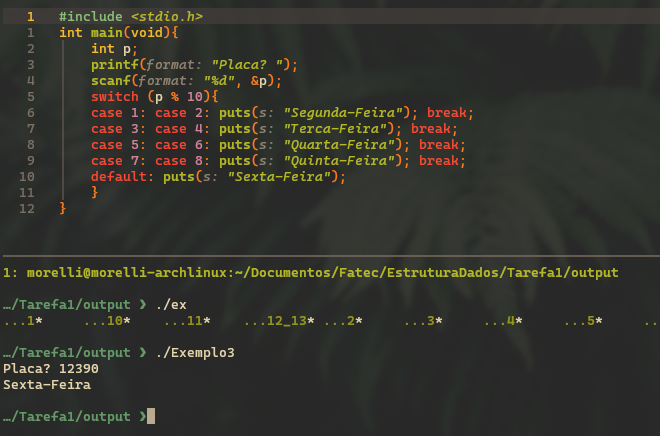 1 #include <stdio.h>
1 int main(void){
2 int p;
3 printf(format: "Placa? ");
4 scanf(format: "%d", &p);
5 switch (p % 10){
6 case 1: case 2: puts(s: "Segunda-Feira"); break;
7 case 3: case 4: puts(s: "Terca-Feira"); break;
8 case 5: case 6: puts(s: "Quarta-Feira"); break;
9 case 7: case 8: puts(s: "Quinta-Feira"); break;
10 default: puts(s: "Sexta-Feira");
11 }
12 }
1: morelli@morelli-archlinux:~/Documentos/Fatec/EstruturaDados/Tarefa1/output
…/Tarefa1/output ❯ ./ex
...1* ...10* ...11* ...12_13* ...2* ...3* ...4* ...5* ..
…/Tarefa1/output ❯ ./Exemplo3
Placa? 12390
Sexta-Feira
…/Tarefa1/output ❯